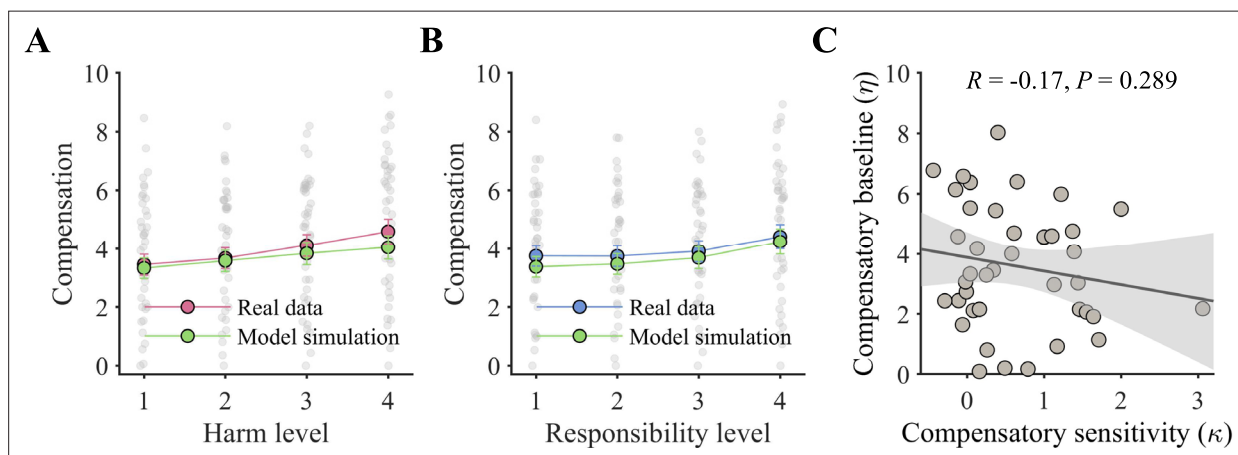 A
Compensation
10
8
6
4
2
0
Real data
Model simulation
1 2 3 4
Harm level
B
Compensation
10
8
6
4
2
0
Real data
Model simulation
1 2 3 4
Responsibility level
C
R = -0.17, P = 0.289
Compensatory baseline (η)
10
8
6
4
2
0
0 1 2 3
Compensatory sensitivity (κ)